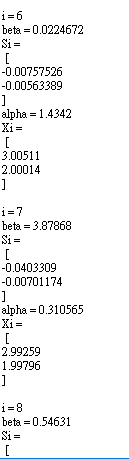 i = 6
beta = 0.0224672
Si =
[
-0.00757526
-0.00563389
]
alpha = 1.4342
Xi =
[
3.00511
2.00014
]
i = 7
beta = 3.87868
Si =
[
-0.0403309
-0.00701174
]
alpha = 0.310565
Xi =
[
2.99259
1.99796
]
i = 8
beta = 0.54631
Si =
[